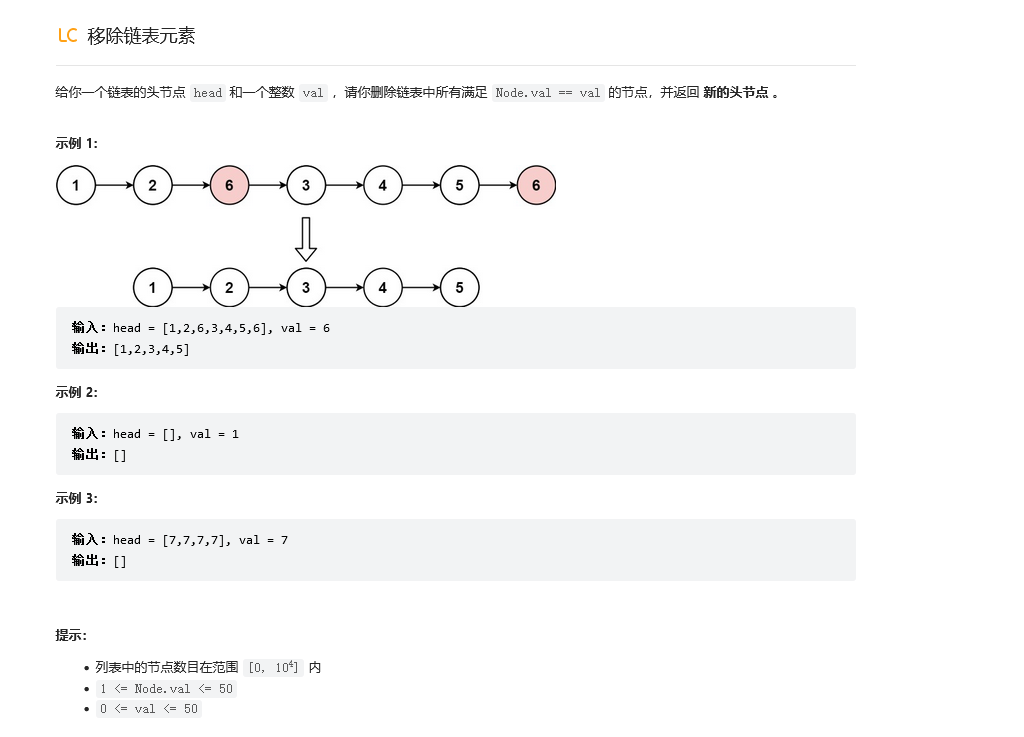 LC 移除链表元素
给你一个链表的头节点 head 和一个整数 val ，请你删除链表中所有满足 Node.val == val 的节点，并返回 新的头节点 。
示例 1：
1 2 6 3 4 5 6
1 2 3 4 5
输入：head = [1,2,6,3,4,5,6], val = 6
输出：[1,2,3,4,5]
示例 2：
输入：head = [], val = 1
输出：[]
示例 3：
输入：head = [7,7,7,7], val = 7
输出：[]
提示：
• 列表中的节点数目在范围 [0, 10⁴] 内
• 1 <= Node.val <= 50
• 0 <= val <= 50